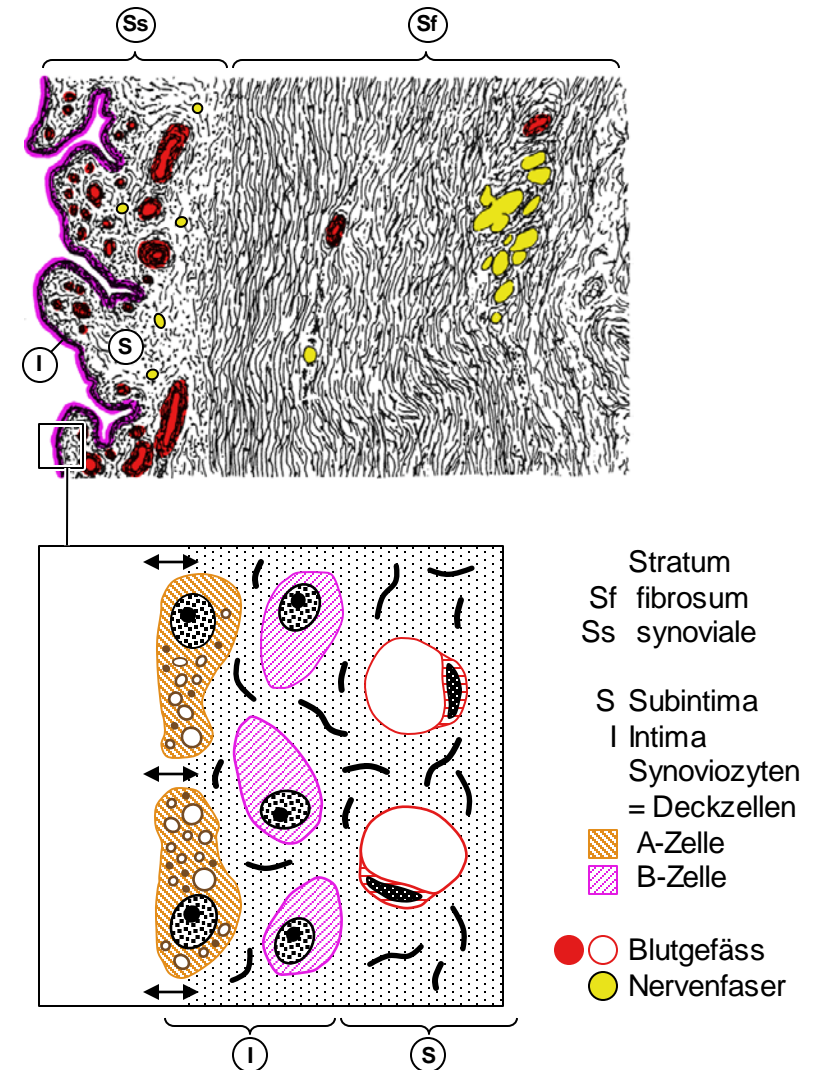 Ss
Sf
S
I
Stratum
Sf fibrosum
Ss synoviale
S Subintima
I Intima
Synoviozyten
= Deckzellen
A-Zelle
B-Zelle
Blutgefäss
Nervenfaser
I
S